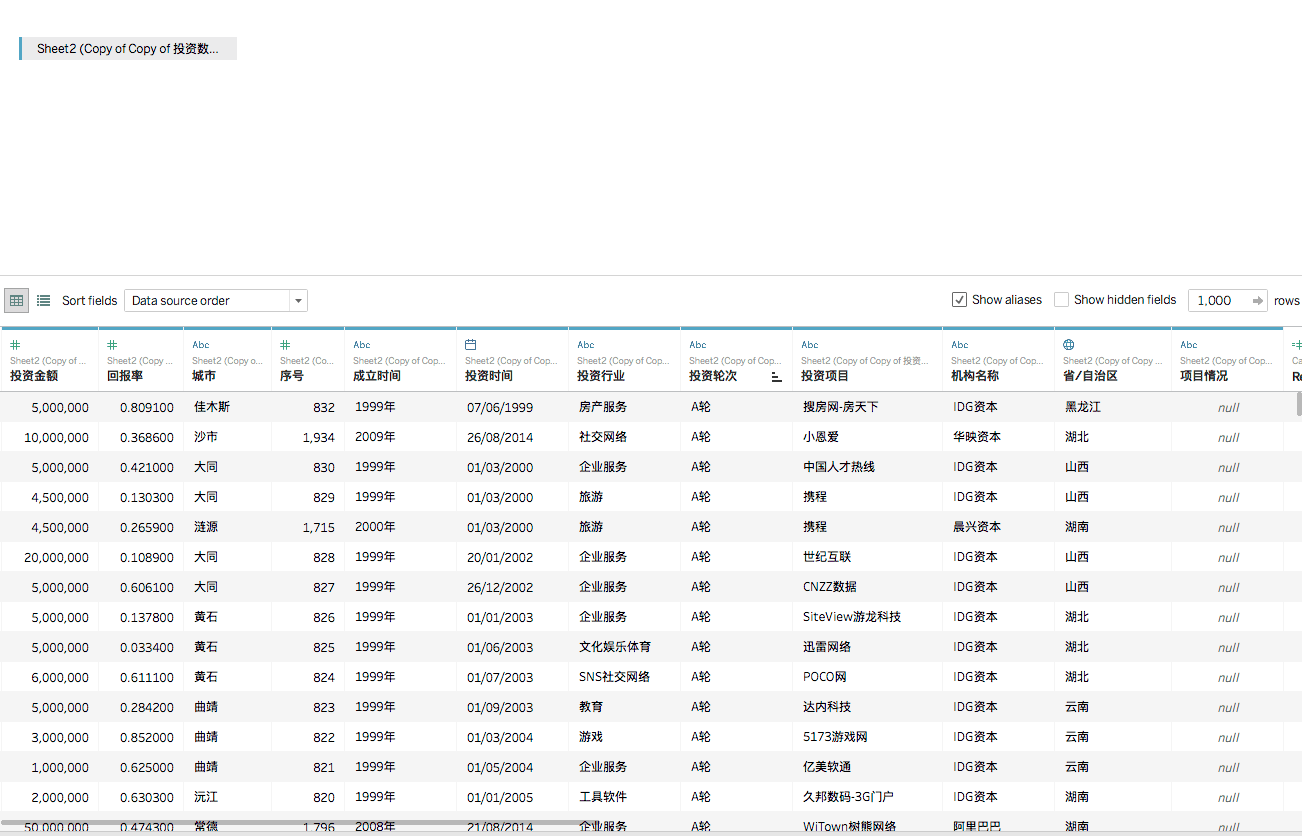 Sheet2 (Copy of Copy of 投资数...
Sort fields Data source order Show aliases Show hidden fields 1,000 rows
# # Abc # Abc Abc Abc Abc Abc Abc
Sheet2 (Copy of ... Sheet2 (Copy ... Sheet2 (Copy o... Sheet2 (Co... Sheet2 (Copy of Cop... Sheet2 (Copy of Cop... Sheet2 (Copy of Cop... Sheet2 (Copy of Cop... Sheet2 (Copy of Copy of 投资... Sheet2 (Copy of Cop... Sheet2 (Copy of Copy ... Sheet2 (Copy of Cop... Ca
投资金额 回报率 城市 序号 成立时间 投资时间 投资行业 投资轮次 投资项目 机构名称 省/自治区 项目情况
5,000,000 0.809100 佳木斯 832 1999年 07/06/1999 房产服务 A轮 搜房网-房天下 IDG资本 黑龙江 null
10,000,000 0.368600 沙市 1,934 2009年 26/08/2014 社交网络 A轮 小恩爱 华映资本 湖北 null
5,000,000 0.421000 大同 830 1999年 01/03/2000 企业服务 A轮 中国人才热线 IDG资本 山西 null
4,500,000 0.130300 大同 829 1999年 01/03/2000 旅游 A轮 携程 IDG资本 山西 null
4,500,000 0.265900 涟源 1,715 2000年 01/03/2000 旅游 A轮 携程 晨兴资本 湖南 null
20,000,000 0.108900 大同 828 1999年 20/01/2002 企业服务 A轮 世纪互联 IDG资本 山西 null
5,000,000 0.606100 大同 827 1999年 26/12/2002 企业服务 A轮 CNZZ数据 IDG资本 山西 null
5,000,000 0.137800 黄石 826 1999年 01/01/2003 企业服务 A轮 SiteView游龙科技 IDG资本 湖北 null
5,000,000 0.033400 黄石 825 1999年 01/06/2003 文化娱乐体育 A轮 迅雷网络 IDG资本 湖北 null
6,000,000 0.611100 黄石 824 1999年 01/07/2003 SNS社交网络 A轮 POCO网 IDG资本 湖北 null
5,000,000 0.284200 曲靖 823 1999年 01/09/2003 教育 A轮 达内科技 IDG资本 云南 null
3,000,000 0.852000 曲靖 822 1999年 01/03/2004 游戏 A轮 5173游戏网 IDG资本 云南 null
1,000,000 0.625000 曲靖 821 1999年 01/05/2004 企业服务 A轮 亿美软通 IDG资本 云南 null
2,000,000 0.630300 沅江 820 1999年 01/01/2005 工具软件 A轮 久邦数码-3G门户 IDG资本 湖南 null
50,000,000 0.474300 常德 1,796 2008年 21/08/2014 企业服务 A轮 WiTown树熊网络 阿里巴巴 湖南 null